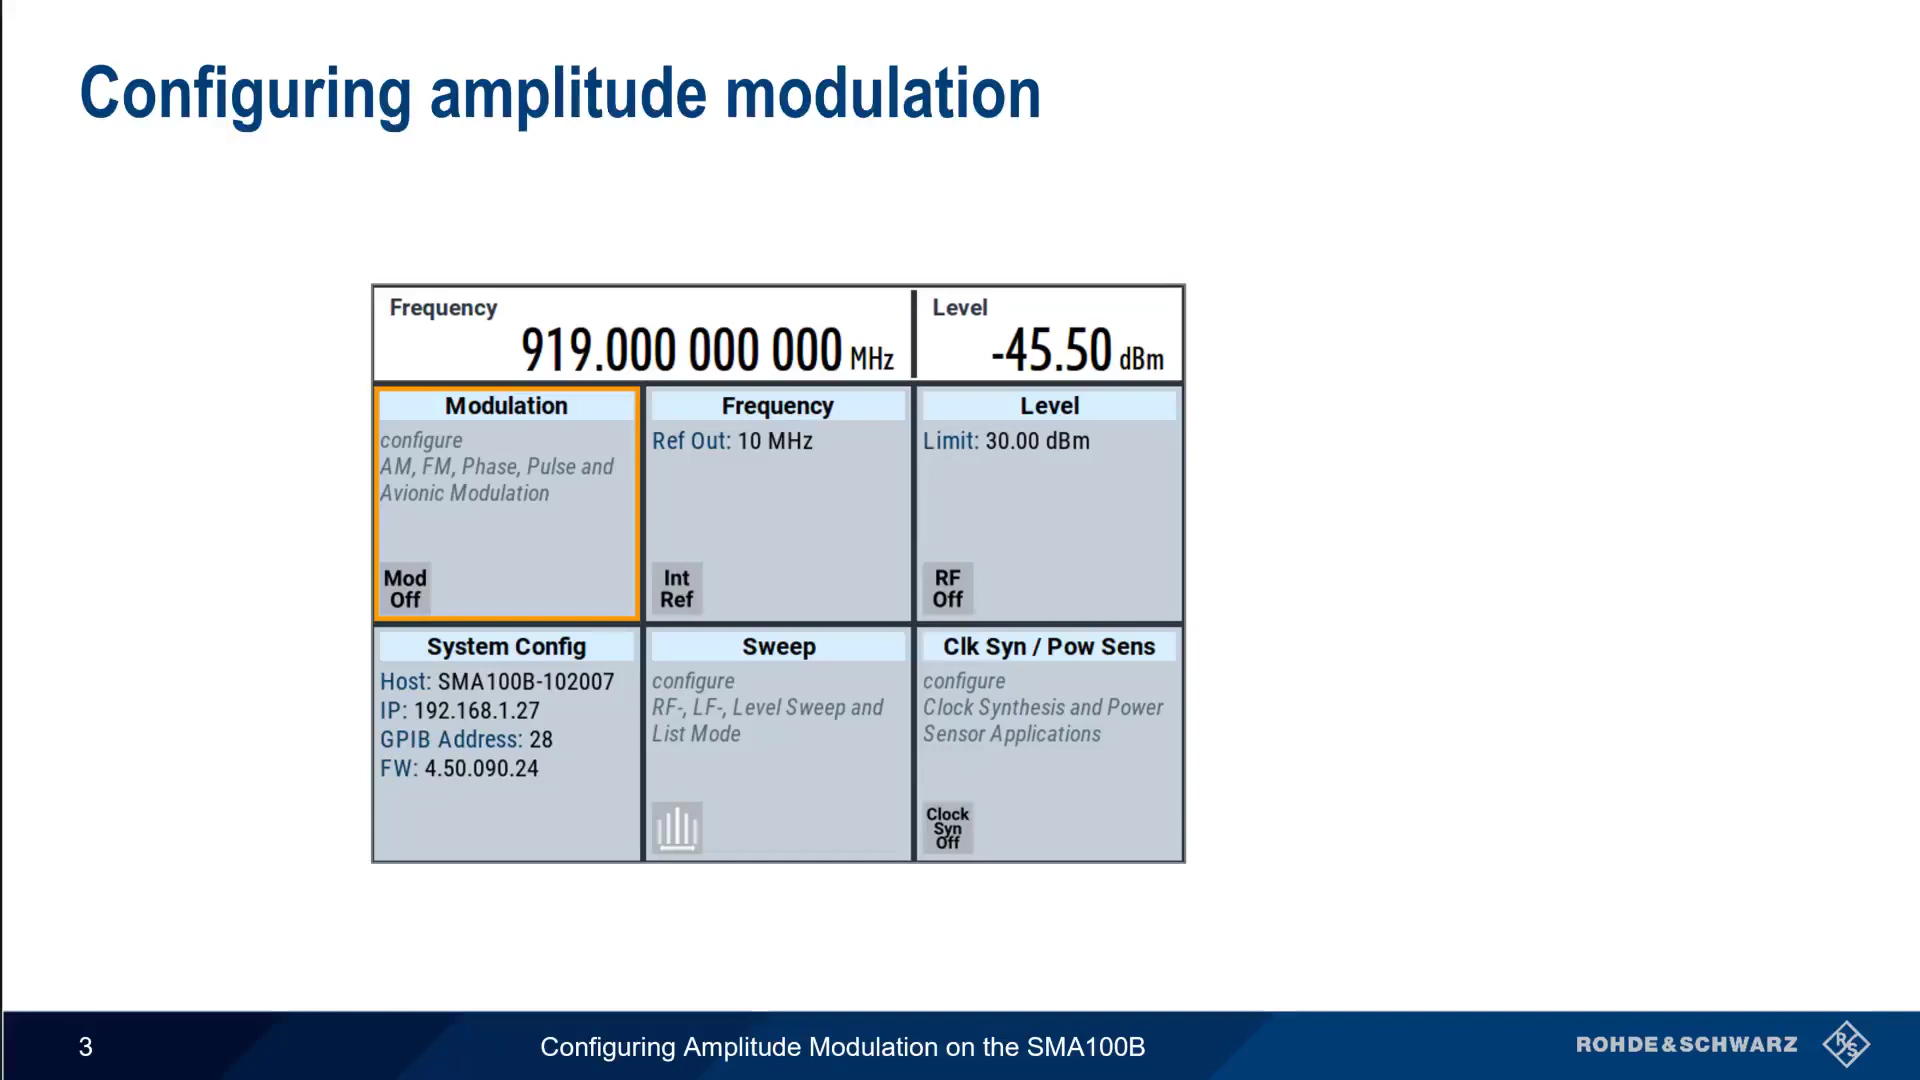 Configuring amplitude modulation
Frequency
919.000 000 000 MHz
Level
-45.50 dBm
Modulation
configure
AM, FM, Phase, Pulse and
Avionic Modulation
Mod
Off
Frequency
Ref Out: 10 MHz
Int
Ref
Level
Limit: 30.00 dBm
RF
Off
System Config
Host: SMA100B-102007
IP: 192.168.1.27
GPIB Address: 28
FW: 4.50.090.24
Sweep
configure
RF-, LF-, Level Sweep and
List Mode
Clk Syn / Pow Sens
configure
Clock Synthesis and Power
Sensor Applications
Clock
Syn
Off
3
Configuring Amplitude Modulation on the SMA100B
ROHDE&SCHWARZ
R
S